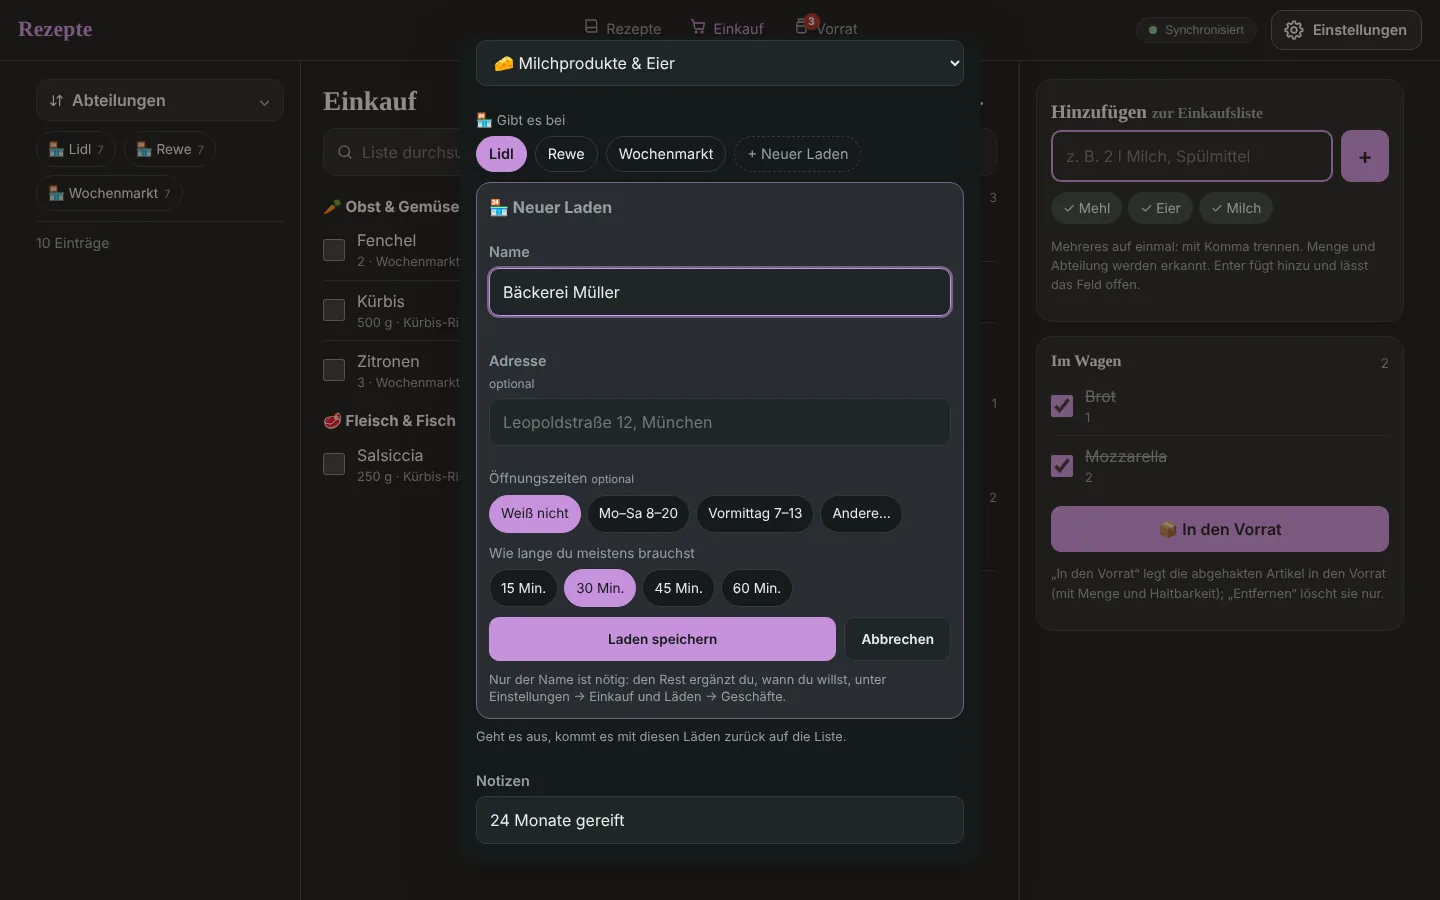 Rezepte
Rezepte
Einkauf
3
Vorrat
Synchronisiert
Einstellungen
Abteilungen
Lidl 7
Rewe 7
Wochenmarkt 7
10 Einträge
Einkauf
Liste durchsu
Obst & Gemüse
3
Fenchel
2 · Wochenmarkt
Kürbis
500 g · Kürbis-Ri
Zitronen
3 · Wochenmarkt
Fleisch & Fisch
1
Salsiccia
250 g · Kürbis-Ri
2
Milchprodukte & Eier
Gibt es bei
Lidl
Rewe
Wochenmarkt
+ Neuer Laden
Neuer Laden
Name
Bäckerei Müller
Adresse
optional
Leopoldstraße 12, München
Öffnungszeiten optional
Weiß nicht
Mo–Sa 8–20
Vormittag 7–13
Andere...
Wie lange du meistens brauchst
15 Min.
30 Min.
45 Min.
60 Min.
Laden speichern
Abbrechen
Nur der Name ist nötig: den Rest ergänzt du, wann du willst, unter
Einstellungen → Einkauf und Läden → Geschäfte.
Geht es aus, kommt es mit diesen Läden zurück auf die Liste.
Notizen
24 Monate gereift
Hinzufügen zur Einkaufsliste
z. B. 2 l Milch, Spülmittel
+
✓ Mehl
✓ Eier
✓ Milch
Mehreres auf einmal: mit Komma trennen. Menge und
Abteilung werden erkannt. Enter fügt hinzu und lässt
das Feld offen.
Im Wagen
2
Brot
1
Mozzarella
2
In den Vorrat
„In den Vorrat“ legt die abgehakten Artikel in den Vorrat
(mit Menge und Haltbarkeit); „Entfernen“ löscht sie nur.